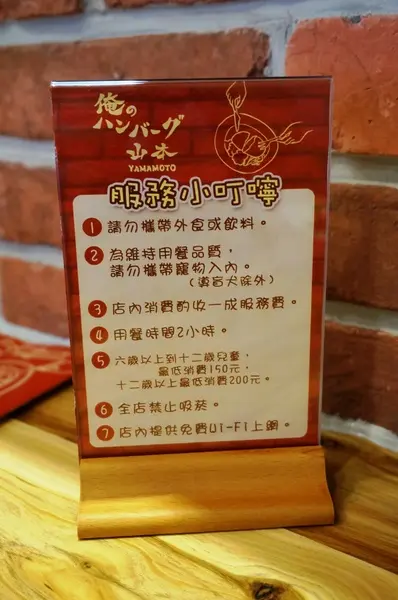 俺の
ハンバーグ
山本
YAMAMOTO
服務小叮嚀
1 請勿攜帶外食或飲料。
2 為維持用餐品質，
請勿攜帶寵物入內。
(導盲犬除外)
3 店內消費酌收一成服務費。
4 用餐時間2小時。
5 六歲以上到十二歲兒童，
最低消費150元，
十二歲以上最低消費200元。
6 全店禁止吸菸。
7 店內提供免費Wi-Fi上網。